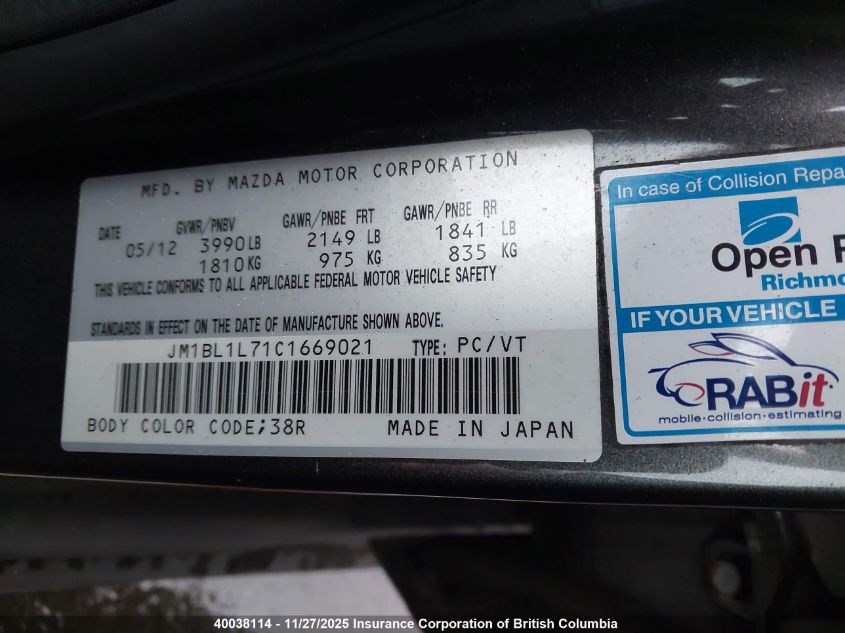 MFD. BY MAZDA MOTOR CORPORATION
DATE GVWR/PNBV GAWR/PNBE FRT GAWR/PNBE RR
05/12 3990LB 2149 LB 1841 LB
1810KG 975 KG 835 KG
THIS VEHICLE CONFORMS TO ALL APPLICABLE FEDERAL MOTOR VEHICLE SAFETY
STANDARDS IN EFFECT ON THE DATE OF MANUFACTURE SHOWN ABOVE.
JM1BL1L71C1669021 TYPE: PC/VT
BODY COLOR CODE;38R MADE IN JAPAN
In case of Collision Repa
Open R
Richmo
IF YOUR VEHICLE
ORABit
mobile·collision·estimating
40038114 - 11/27/2025 Insurance Corporation of British Columbia